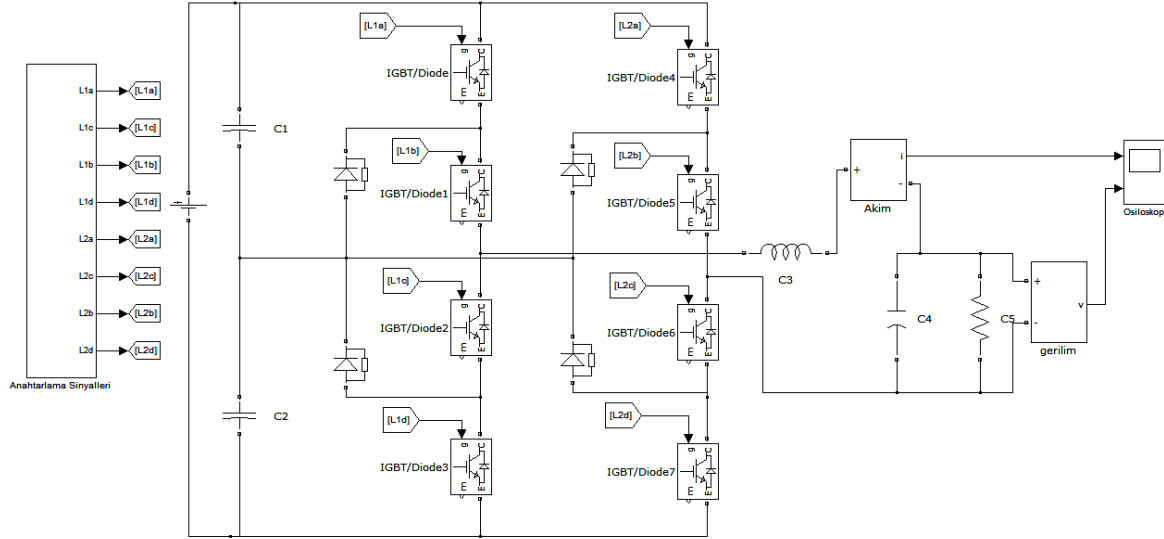 L1a
[L1a]
L1c
[L1c]
L1b
[L1b]
L1d
[L1d]
L2a
[L2a]
L2c
[L2c]
L2b
[L2b]
L2d
[L2d]
Anahtarlama Sinyalleri
C1
C2
[L1a]
g
C
m
E
IGBT/Diode
[L1b]
g
C
m
E
IGBT/Diode1
[L1c]
g
C
m
E
IGBT/Diode2
[L1d]
g
C
m
E
IGBT/Diode3
[L2a]
g
C
m
E
IGBT/Diode4
[L2b]
g
C
m
E
IGBT/Diode5
[L2c]
g
C
m
E
IGBT/Diode6
[L2d]
g
C
m
E
IGBT/Diode7
C3
+
i
-
Akim
C4
C5
+
-
v
gerilim
Osiloskop